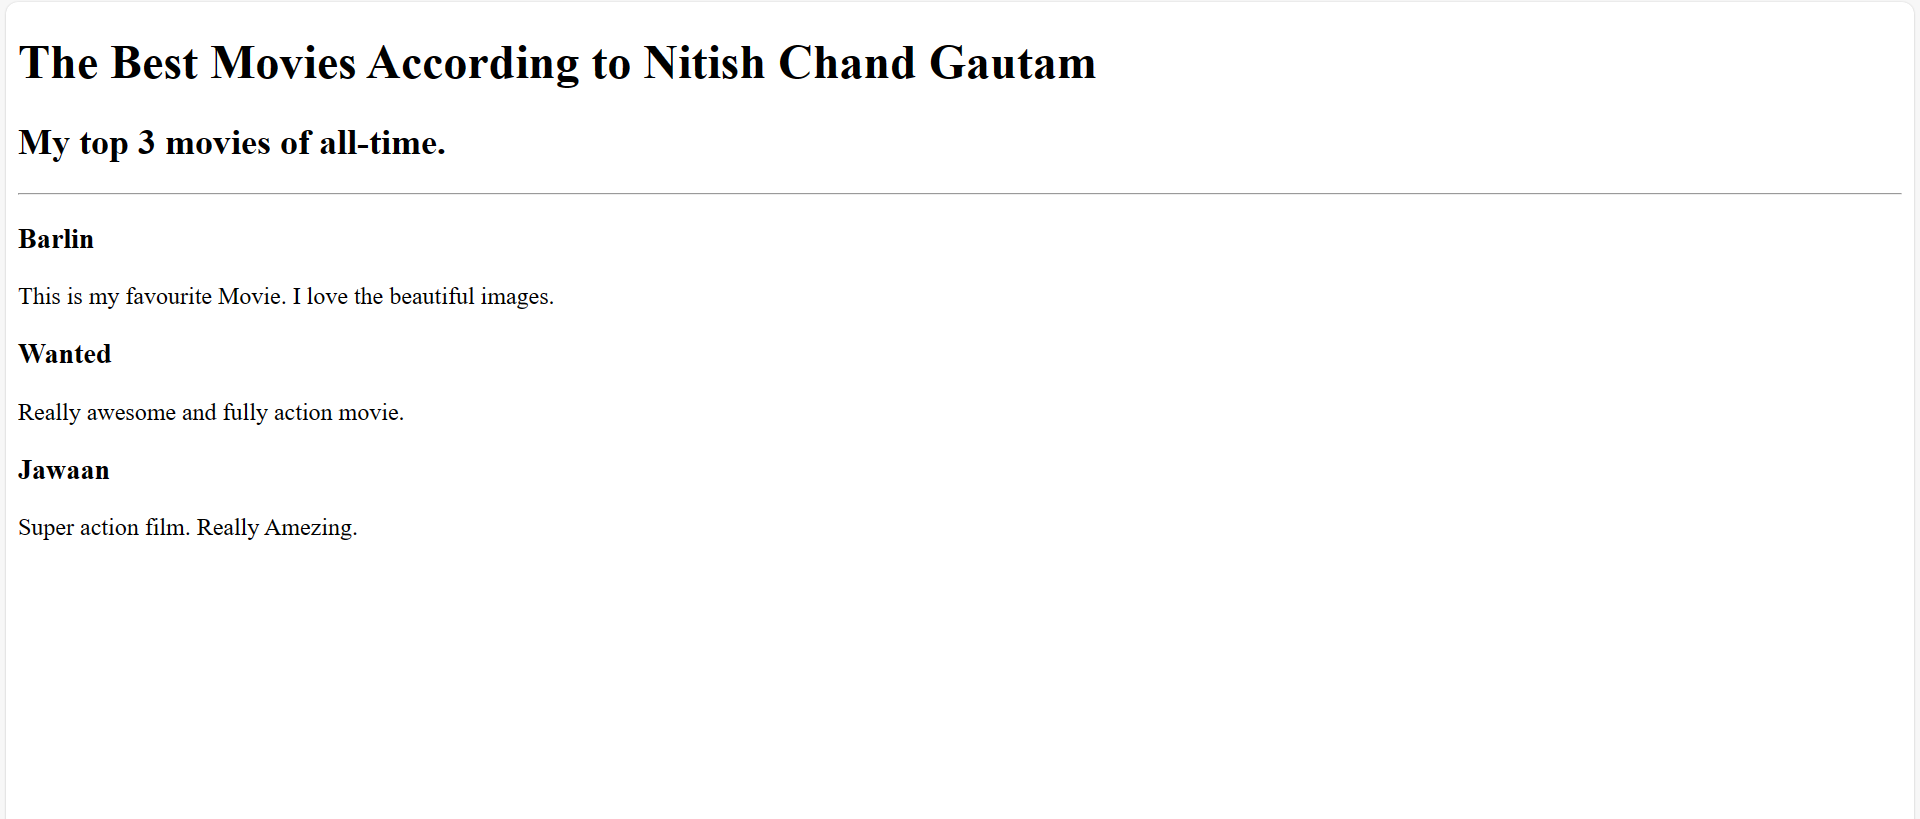 The Best Movies According to Nitish Chand Gautam
My top 3 movies of all-time.
Barlin
This is my favourite Movie. I love the beautiful images.
Wanted
Really awesome and fully action movie.
Jawaan
Super action film. Really Amezing.